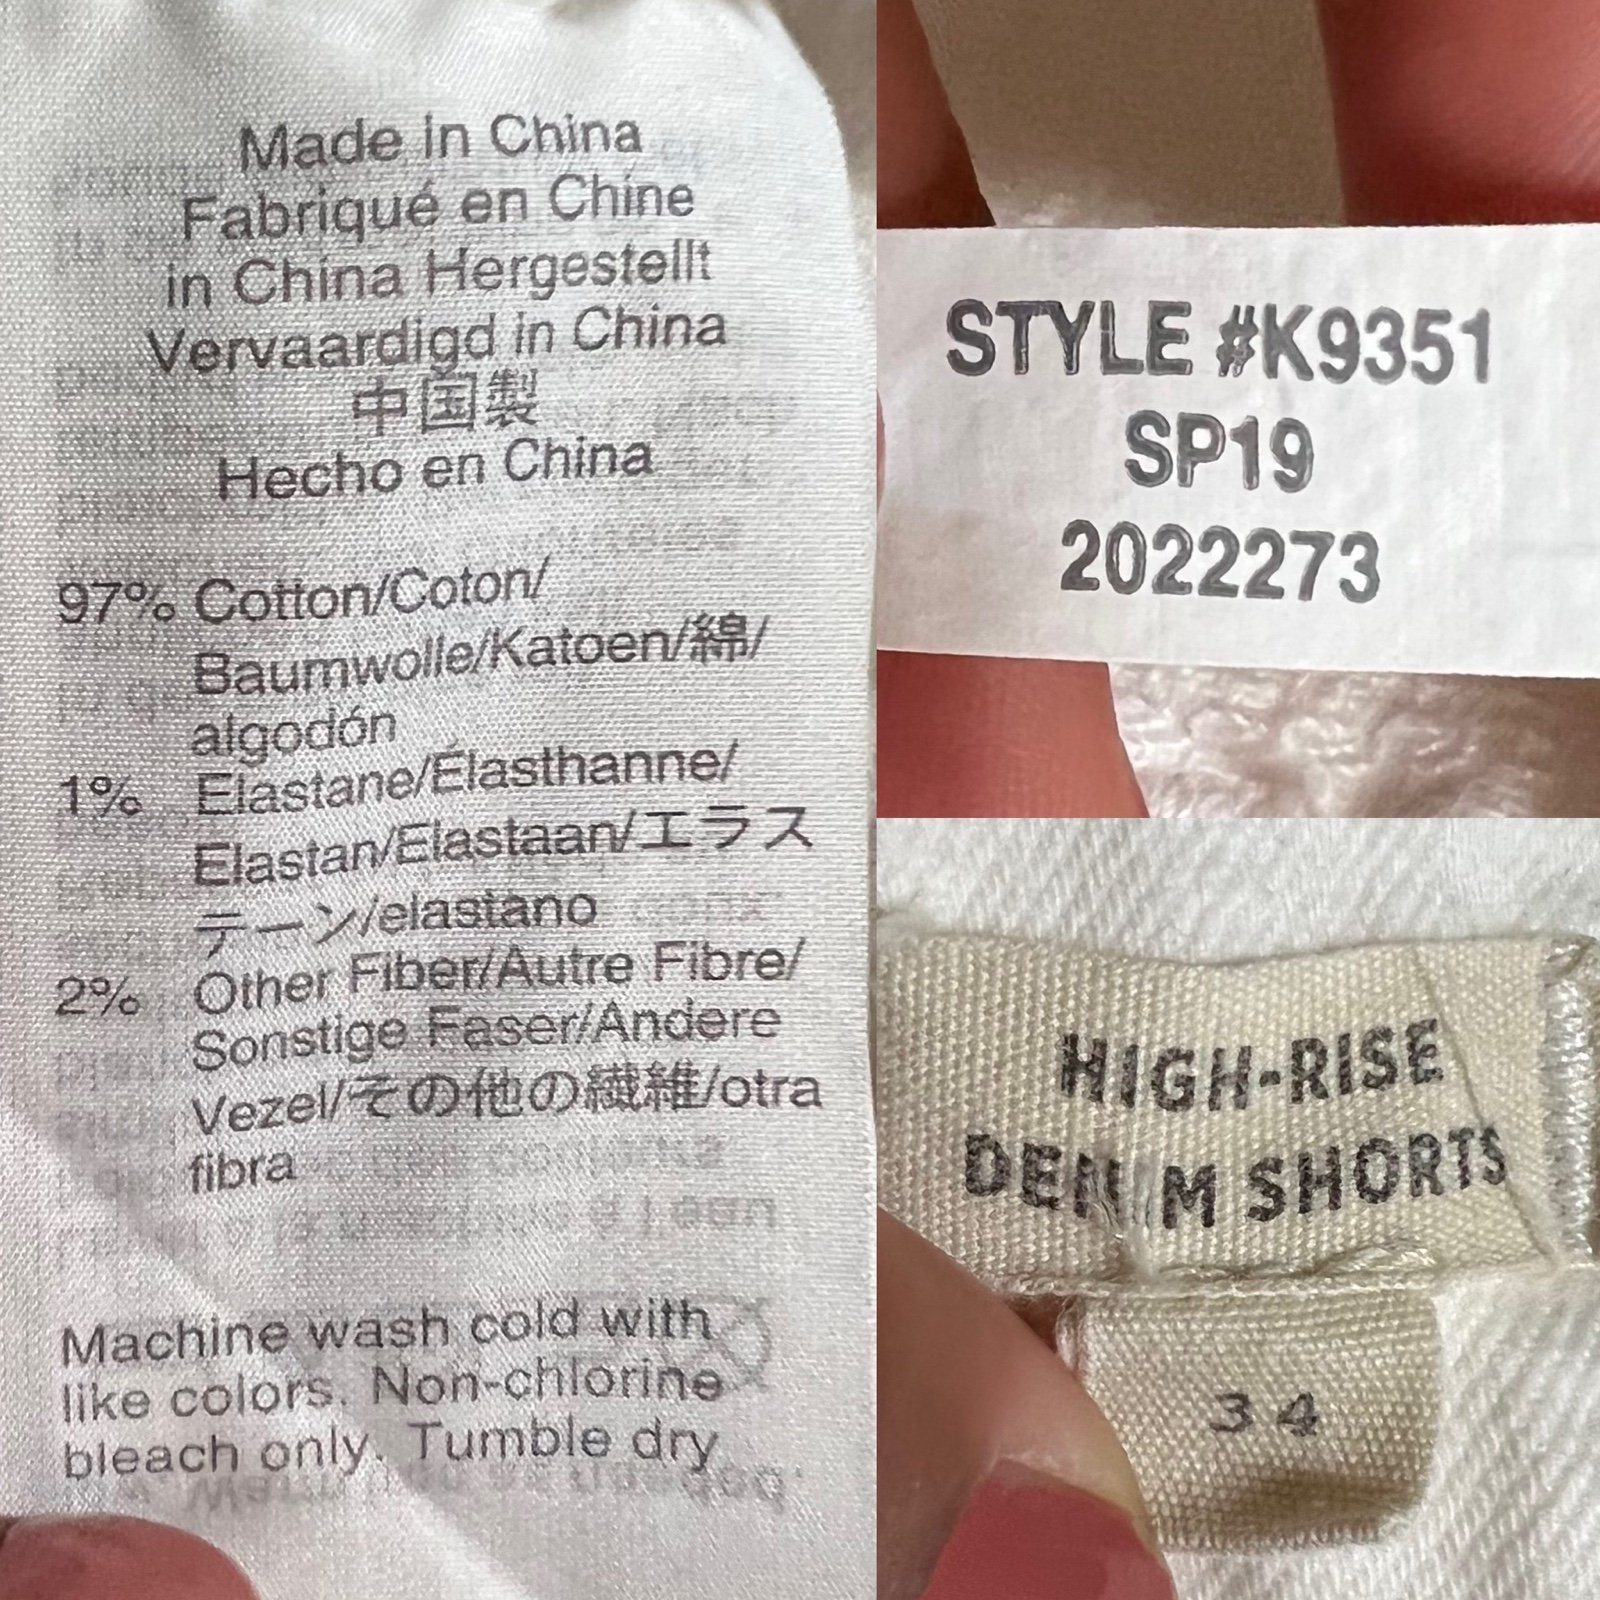 Made in China
Fabriqué en Chine
in China Hergestellt
Vervaardigd in China
中国製
Hecho en China
97% Cotton/Coton/
Baumwolle/Katoen/綿/
algodón
1% Elastane/Élasthanne/
Elastan/Elastaan/エラス
テーン/elastano
2% Other Fiber/Autre Fibre/
Sonstige Faser/Andere
Vezel/その他の繊維/otra
fibra
Machine wash cold with
like colors. Non-chlorine
bleach only. Tumble dry
STYLE #K9351
SP19
2022273
HIGH-RISE
DENIM SHORTS
34